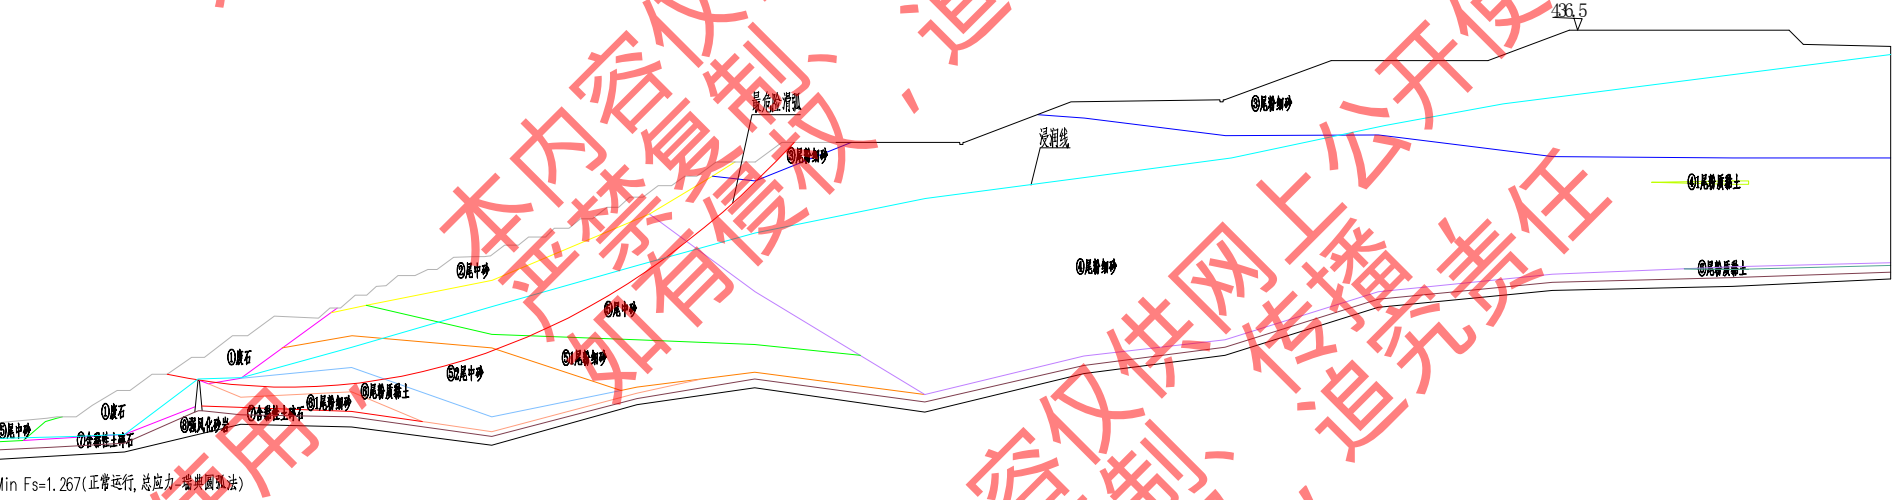 436.5
最危险滑弧
③尾粉细砂
浸润线
③尾粉细砂
④1尾粉质黏土
②尾中砂
④尾粉细砂
⑤尾中砂
①废石
⑤1尾粉细砂
⑤2尾中砂
⑥尾粉质黏土
⑥1尾粉细砂
①废石
⑦含黏性土碎石
⑧强风化砂岩
⑤尾中砂
⑦含黏性土碎石
尾粉质黏土
Min Fs=1.267(正常运行,总应力-瑞典圆弧法)
本内容仅供网上公开使用,
严禁复制、传播
如有侵权,追究责任